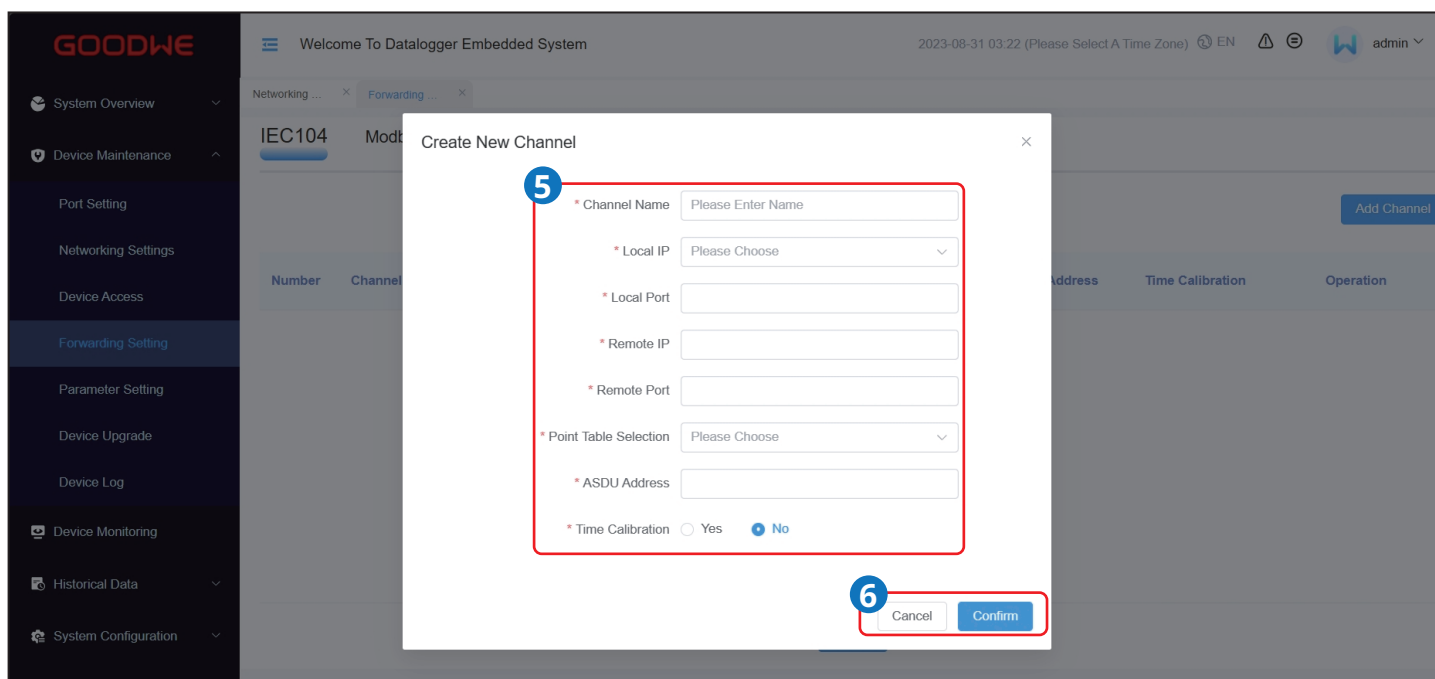 GOODWE
Welcome To Datalogger Embedded System
2023-08-31 03:22 (Please Select A Time Zone) EN admin
System Overview
Device Maintenance
Port Setting
Networking Settings
Device Access
Forwarding Setting
Parameter Setting
Device Upgrade
Device Log
Device Monitoring
Historical Data
System Configuration
Networking ... Forwarding ...
IEC104
Add Channel
Number
Address Time Calibration Operation
Create New Channel
5
* Channel Name Please Enter Name
* Local IP Please Choose
* Local Port
* Remote IP
* Remote Port
* Point Table Selection Please Choose
* ASDU Address
* Time Calibration Yes No
6
Cancel Confirm